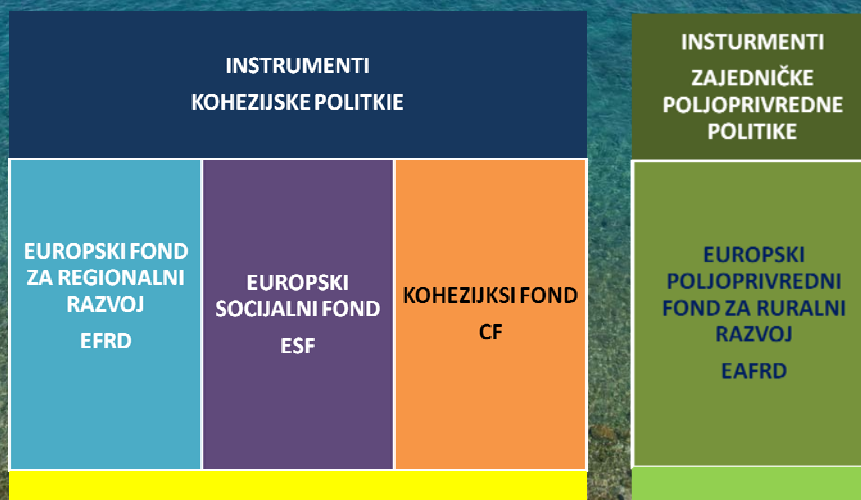 INSTRUMENTI
KOHEZIJSKE POLITKIE
EUROPSKI FOND
ZA REGIONALNI
RAZVOJ
EFRD
EUROPSKI
SOCIJALNI FOND
ESF
KOHEZIJKSI FOND
CF
INSTURMENTI
ZAJEDNIČKE
POLJOPRIVREDNE
POLITIKE
EUROPSKI
POLJOPRIVREDNI
FOND ZA RURALNI
RAZVOJ
EAFRD